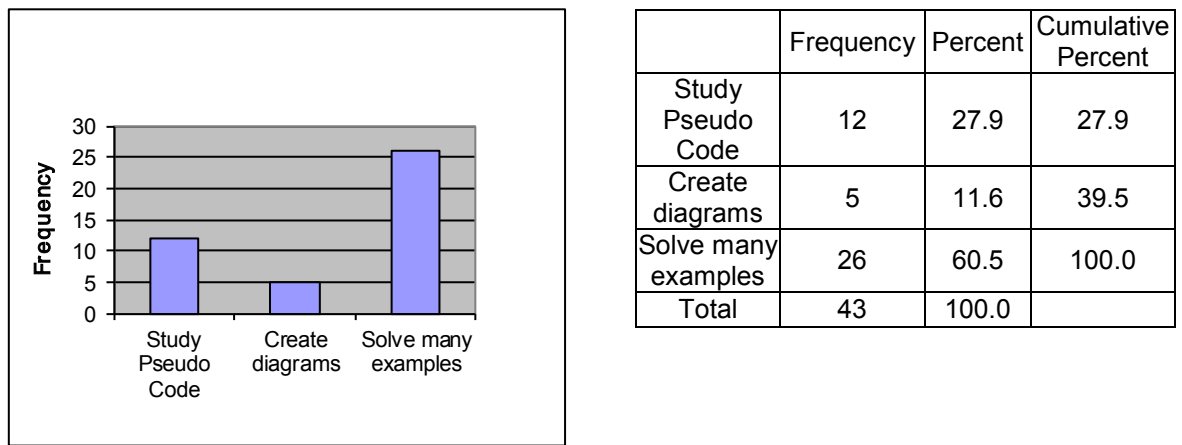 30
25
20
15
10
5
0
Frequency
Study Create Solve many
Pseudo diagrams examples
Code
Frequency Percent Cumulative
Percent
Study
Pseudo
Code 12 27.9 27.9
Create
diagrams 5 11.6 39.5
Solve many
examples 26 60.5 100.0
Total 43 100.0